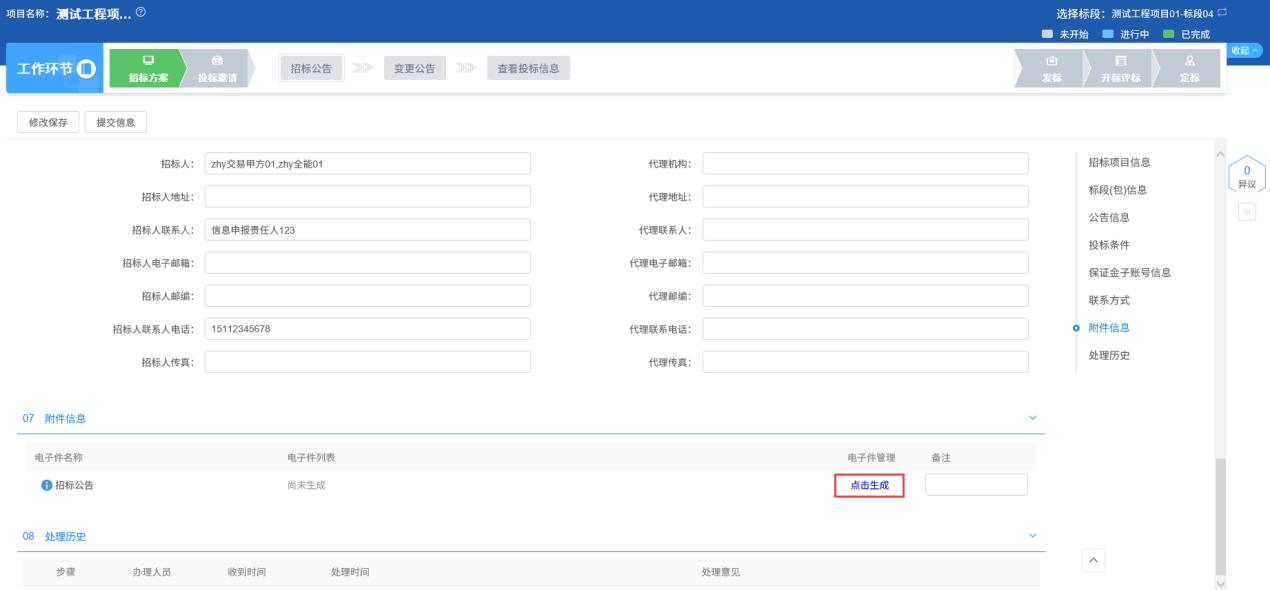 项目名称： 测试工程项... 选择标段：测试工程项目01-标段04
未开始 进行中 已完成
工作环节 招标方案 投标邀请 招标公告 变更公告 查看投标信息 发标 开标评标 定标 收起
修改保存 提交信息
招标人： zhy交易甲方01,zhy全能01 代理机构：
招标人地址： 代理地址：
招标人联系人： 信息申报责任人123 代理联系人：
招标人电子邮箱： 代理电子邮箱：
招标人邮编： 代理邮编：
招标人联系人电话： 15112345678 代理联系电话：
招标人传真： 代理传真：
招标项目信息
标段(包)信息
公告信息
投标条件
保证金子账号信息
联系方式
附件信息
处理历史
0
异议
07 附件信息
电子件名称 电子件列表 电子件管理 备注
招标公告 尚未生成 点击生成
08 处理历史
步骤 办理人员 收到时间 处理时间 处理意见